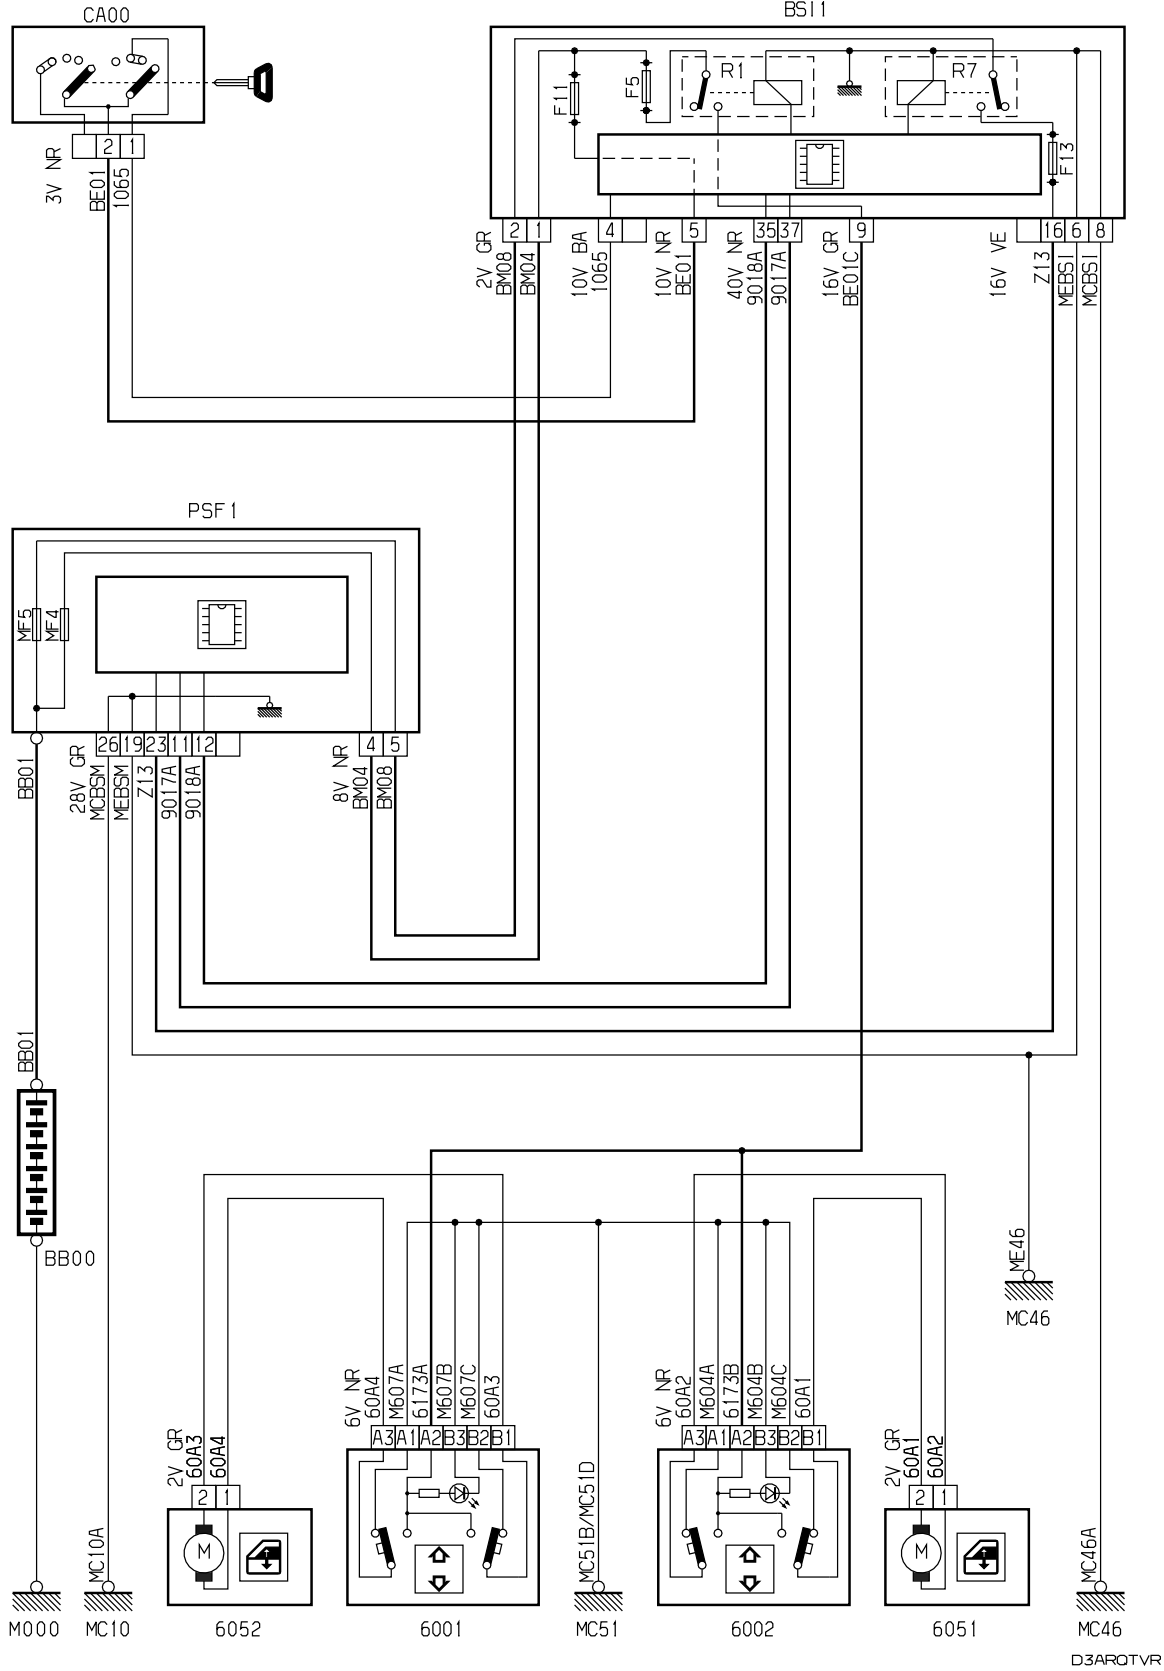 CA00
BSI1
R1
R7
F11
F5
F13
2
1
3V NR
BE01
1065
2
1
4
5
35
37
9
16
6
8
2V GR
BM08
BM04
10V BA
1065
10V NR
BE01
40V NR
9018A
9017A
16V GR
BE01C
16V VE
Z13
MEBSI
MCBSI
PSF1
MF5
MF4
26
19
23
11
12
4
5
BB01
28V GR
MCBSM
MEBSM
Z13
9017A
9018A
8V NR
BM04
BM08
BB01
BB00
ME46
MC46
6V NR
60A4
M607A
6173A
M607B
M607C
60A3
6V NR
60A2
M604A
6173B
M604B
M604C
60A1
A3
A1
A2
B3
B2
B1
A3
A1
A2
B3
B2
B1
2V GR
60A3
60A4
2V GR
60A1
60A2
2
1
2
1
MC10A
MC51B/MC51D
MC46A
M
M
M000
MC10
6052
6001
MC51
6002
6051
MC46
D3ARQTVR